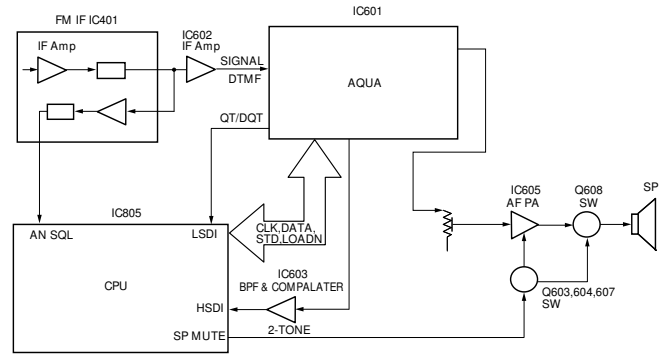 FM IF IC401
IC601
IF Amp
IC602
IF Amp
SIGNAL
DTMF
AQUA
QT/DQT
IC605
AF PA
Q608
SW
SP
IC805
AN SQL
LSDI
CLK,DATA,
STD,LOADN
CPU
IC603
BPF & COMPALATER
HSDI
2-TONE
Q603,604,607
SW
SP MUTE